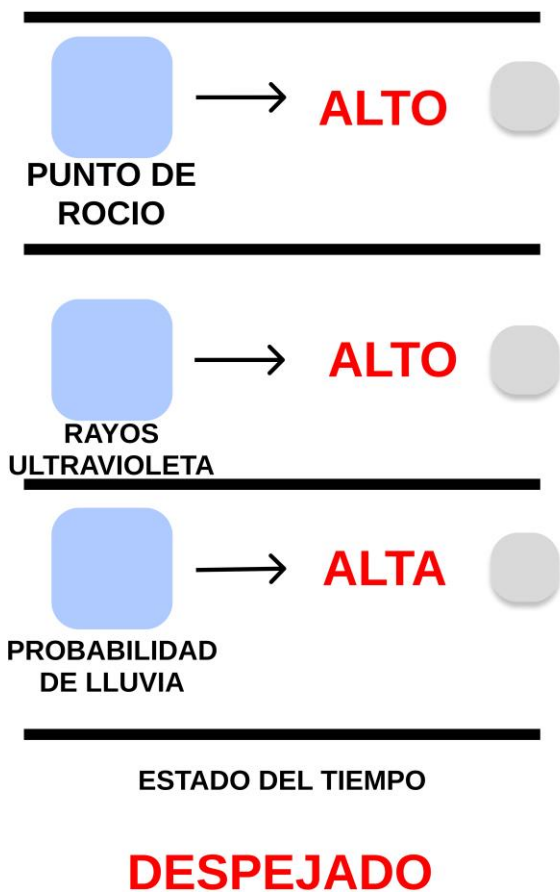 ALTO
PUNTO DE
ROCIO
ALTO
RAYOS
ULTRAVIOLETA
ALTA
PROBABILIDAD
DE LLUVIA
ESTADO DEL TIEMPO
DESPEJADO